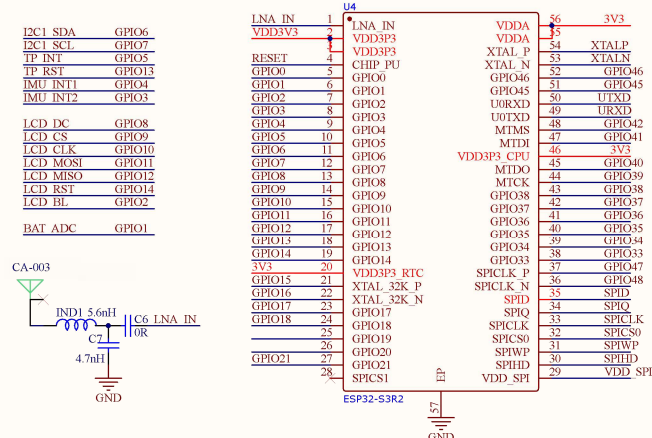 I2C1_SDA GPIO6
I2C1_SCL GPIO7
TP_INT GPIO5
TP_RST GPIO13
IMU_INT1 GPIO4
IMU_INT2 GPIO3
LCD_DC GPIO8
LCD_CS GPIO9
LCD_CLK GPIO10
LCD_MOSI GPIO11
LCD_MISO GPIO12
LCD_RST GPIO14
LCD_BL GPIO2
BAT_ADC GPIO1
CA-003
IND1 5.6nH C6 LNA_IN
0R
C7
4.7nH
GND
U4
LNA_IN 1 LNA_IN VDDA 56 3V3
VDD3V3 2 VDD3P3 VDDA 55
3 VDD3P3 XTAL_P 54 XTALP
RESET 4 CHIP_PU XTAL_N 53 XTALN
GPIO0 5 GPIO0 GPIO46 52 GPIO46
GPIO1 6 GPIO1 GPIO45 51 GPIO45
GPIO2 7 GPIO2 U0RXD 50 UTXD
GPIO3 8 GPIO3 U0TXD 49 URXD
GPIO4 9 GPIO4 MTMS 48 GPIO42
GPIO5 10 GPIO5 MTDI 47 GPIO41
GPIO6 11 GPIO6 VDD3P3_CPU 46 3V3
GPIO7 12 GPIO7 MTDO 45 GPIO40
GPIO8 13 GPIO8 MTCK 44 GPIO39
GPIO9 14 GPIO9 GPIO38 43 GPIO38
GPIO10 15 GPIO10 GPIO37 42 GPIO37
GPIO11 16 GPIO11 GPIO36 41 GPIO36
GPIO12 17 GPIO12 GPIO35 40 GPIO35
GPIO13 18 GPIO13 GPIO34 39 GPIO34
GPIO14 19 GPIO14 GPIO33 38 GPIO33
3V3 20 VDD3P3_RTC SPICLK_P 37 GPIO47
GPIO15 21 XTAL_32K_P SPICLK_N 36 GPIO48
GPIO16 22 XTAL_32K_N SPID 35 SPID
GPIO17 23 GPIO17 SPIQ 34 SPIQ
GPIO18 24 GPIO18 SPICLK 33 SPICLK
25 GPIO19 SPICS0 32 SPICS0
26 GPIO20 SPIWP 31 SPIWP
GPIO21 27 GPIO21 SPIHD 30 SPIHD
28 SPICS1 EP VDD_SPI 29 VDD_SPI
ESP32-S3R2
57
GND